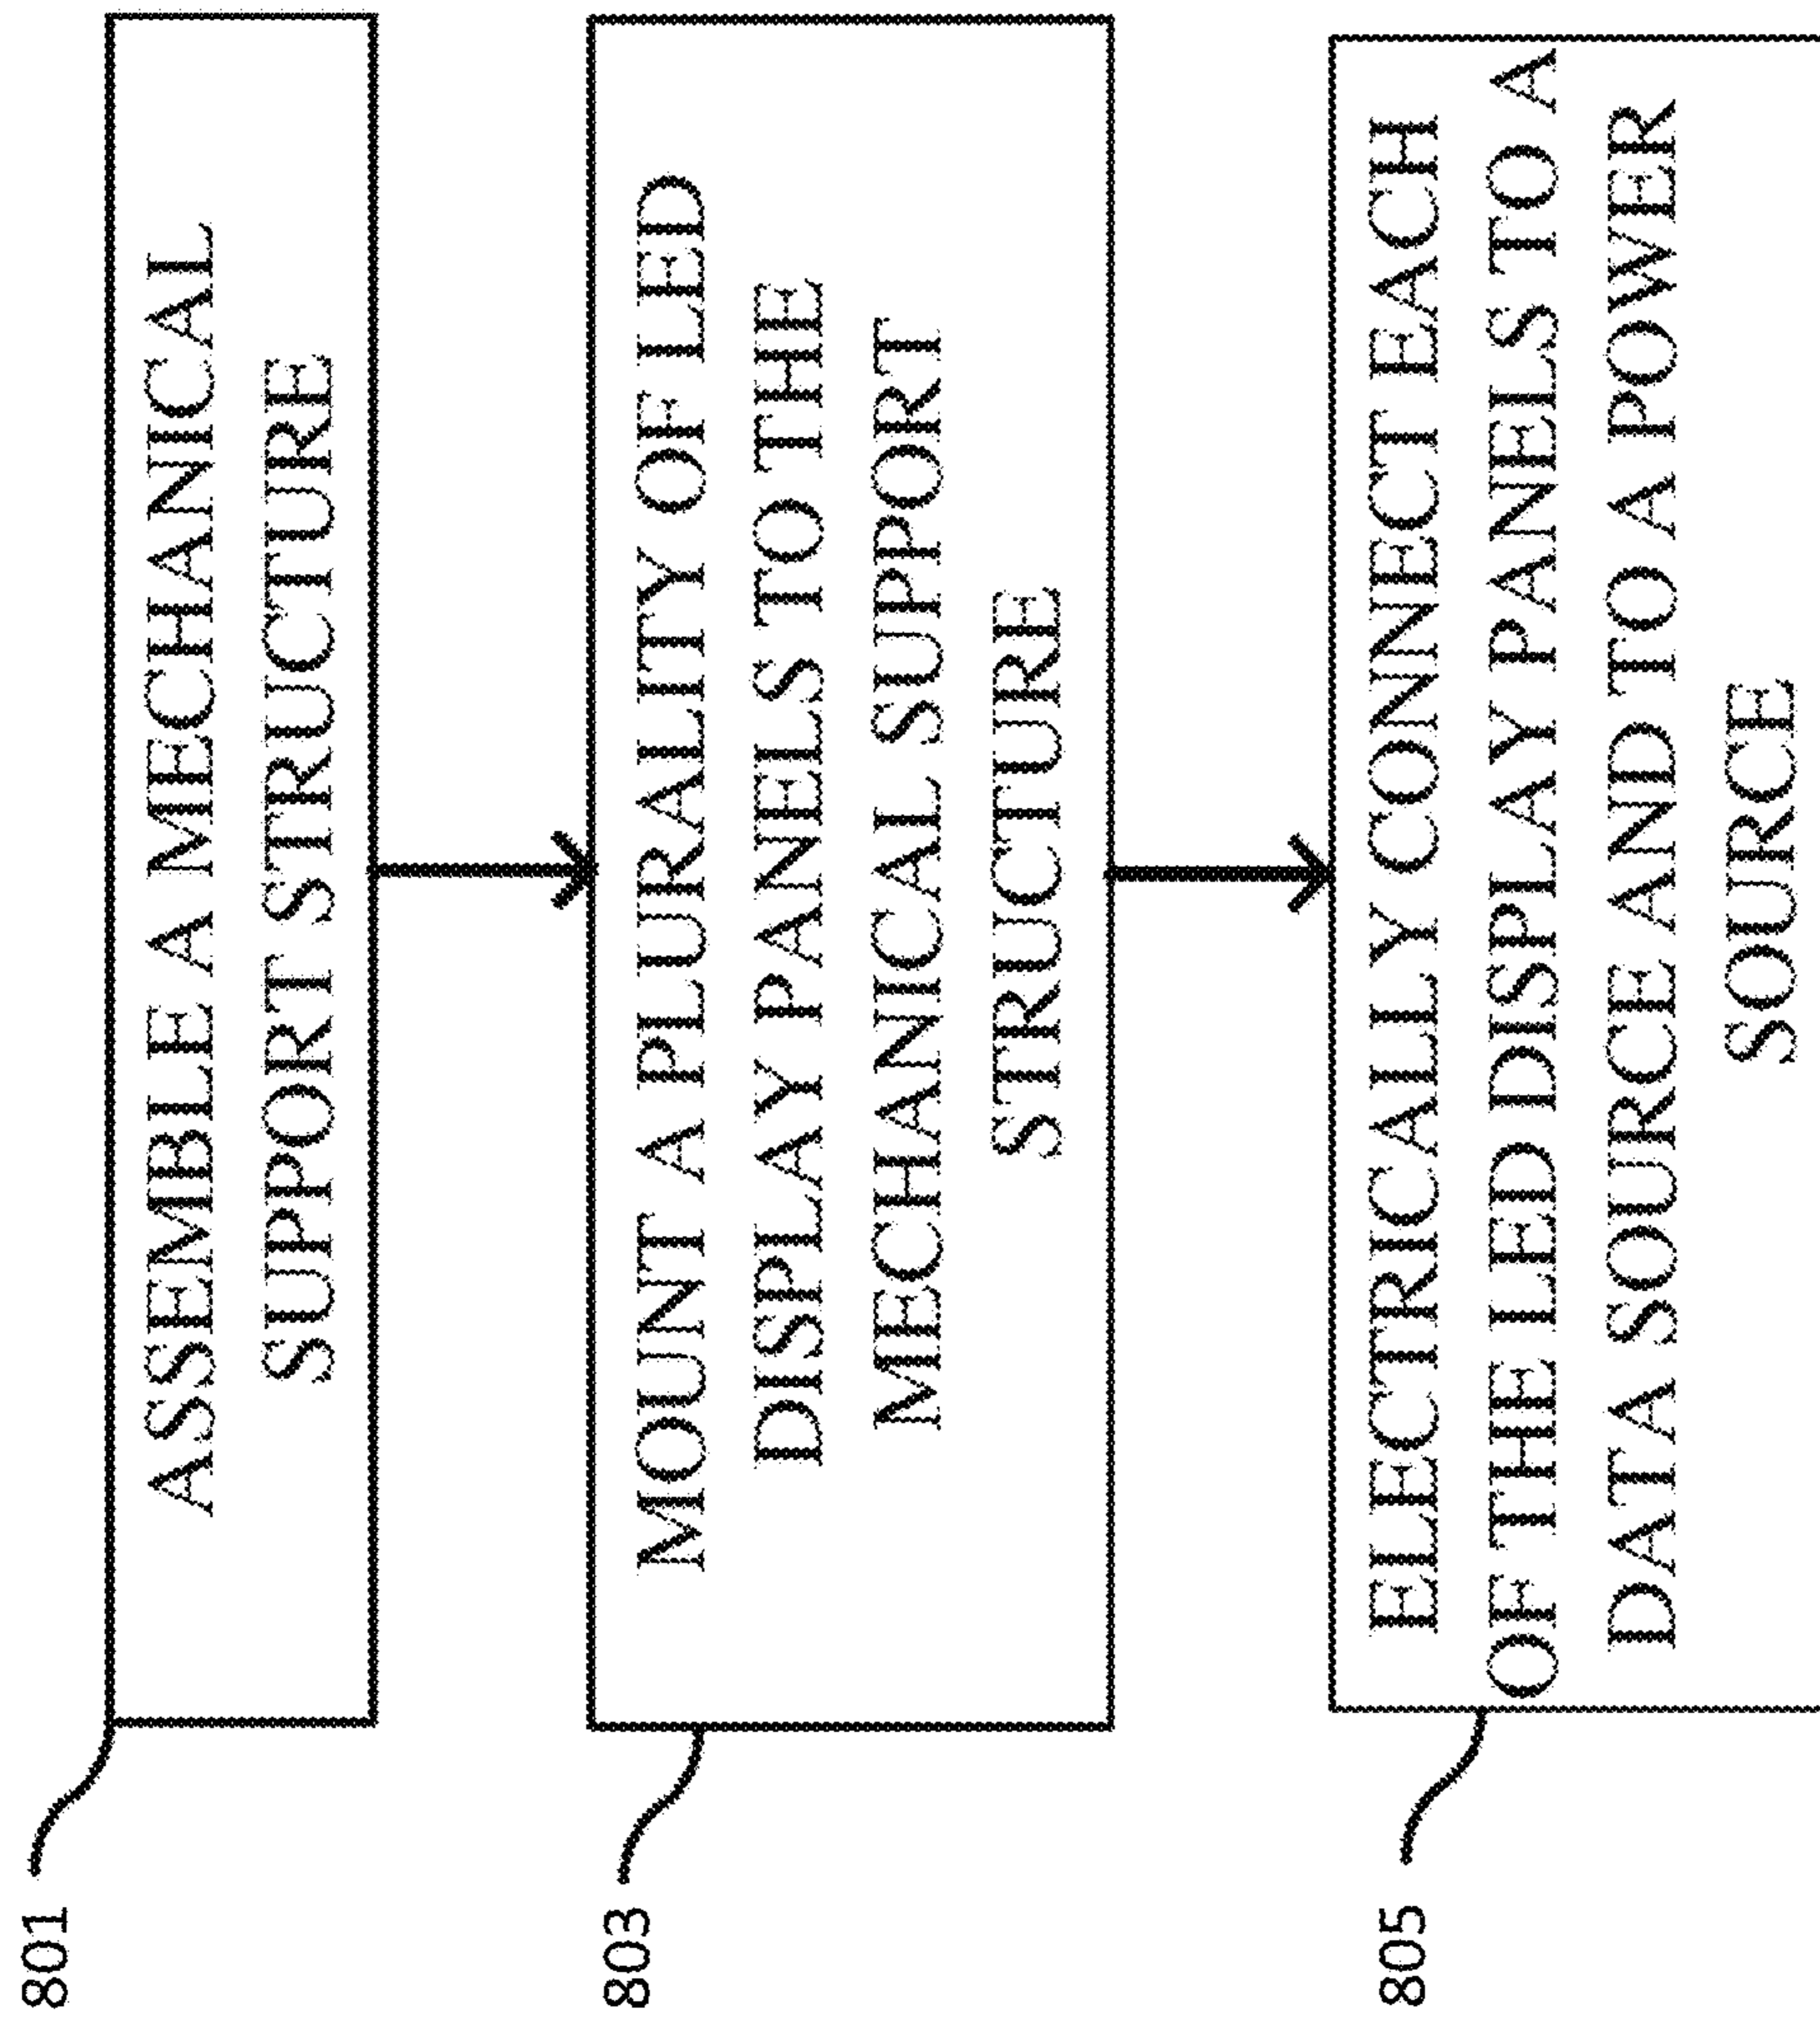 801
ASSEMBLE A MECHANICAL
SUPPORT STRUCTURE
803
MOUNT A PLURALITY OF LED
DISPLAY PANELS TO THE
MECHANICAL SUPPORT
STRUCTURE
805
ELECTRICALLY CONNECT EACH
OF THE LED DISPLAY PANELS TO A
DATA SOURCE AND TO A POWER
SOURCE